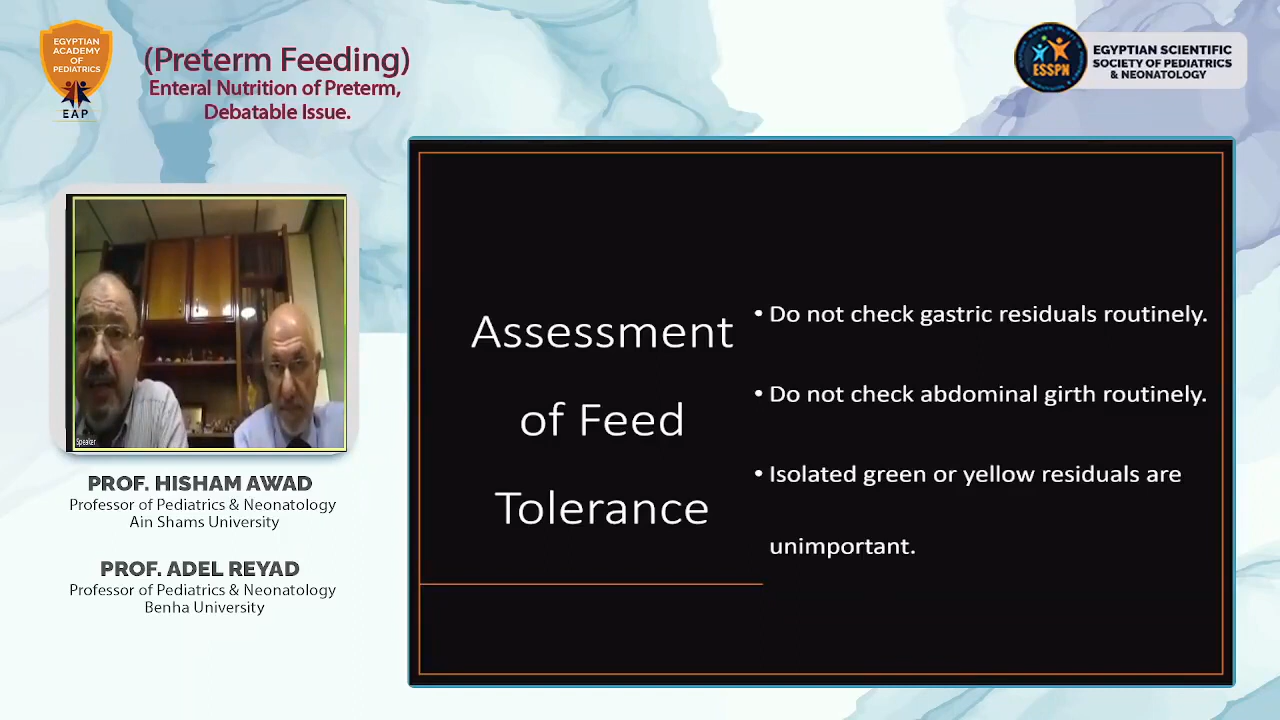 EGYPTIAN
ACADEMY
OF
PEDIATRICS
EAP
(Preterm Feeding)
Enteral Nutrition of Preterm,
Debatable Issue.
ESSPN
EGYPTIAN SCIENTIFIC
SOCIETY OF PEDIATRICS
& NEONATOLOGY
Speaker
PROF. HISHAM AWAD
Professor of Pediatrics & Neonatology
Ain Shams University
PROF. ADEL REYAD
Professor of Pediatrics & Neonatology
Benha University
Assessment
of Feed
Tolerance
• Do not check gastric residuals routinely.
• Do not check abdominal girth routinely.
• Isolated green or yellow residuals are
unimportant.